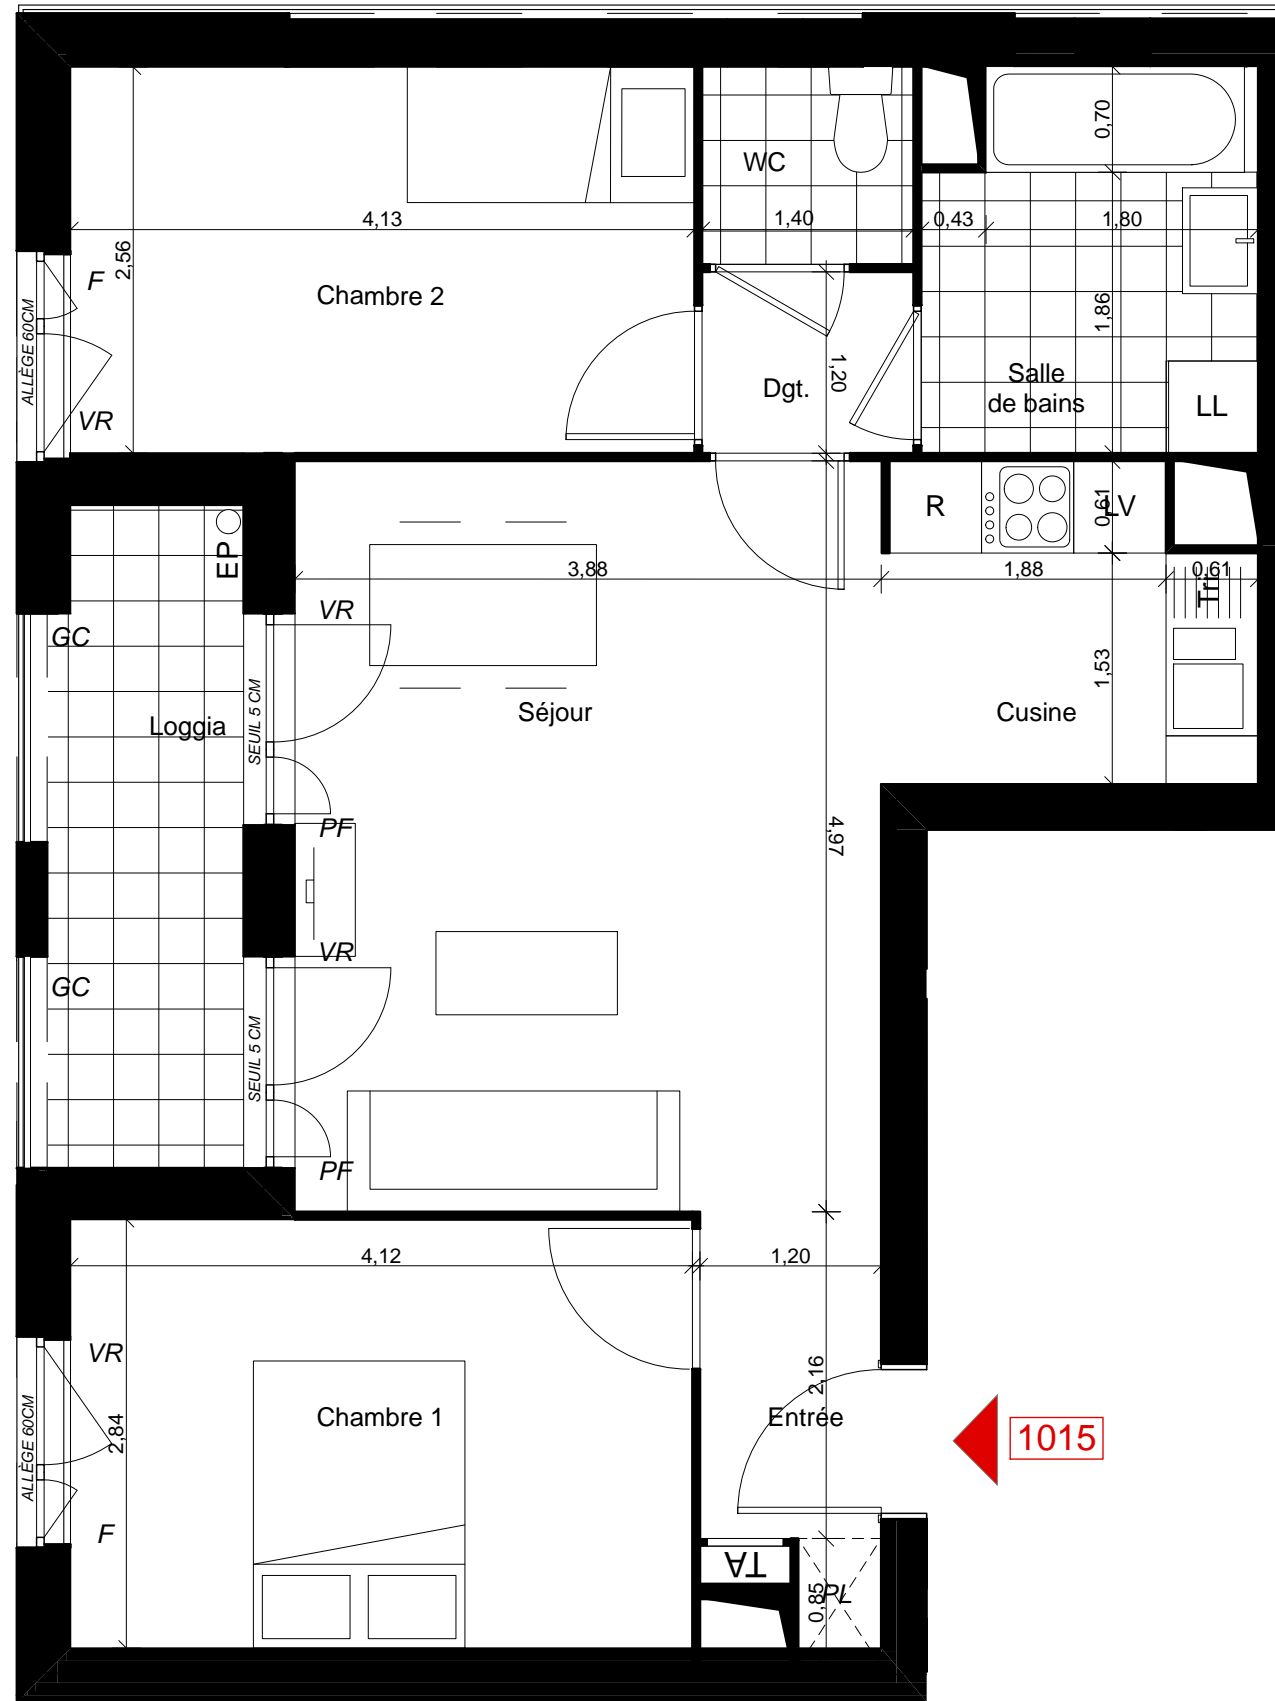 0,70
WC
4,13
1,40
0,43
1,80
2,56
F
Chambre 2
ALLÈGE 60CM
1,86
1,20
Dgt.
Salle
de bains
VR
LL
EP
R
0,61
LV
3,88
1,88
0,61
Tri
VR
GC
1,53
SEUIL 5 CM
Loggia
Séjour
Cusine
PF
4,97
VR
GC
SEUIL 5 CM
PF
4,12
1,20
VR
2,16
Chambre 1
Entrée
2,84
ALLÈGE 60CM
1015
F
TA
0,85
PL